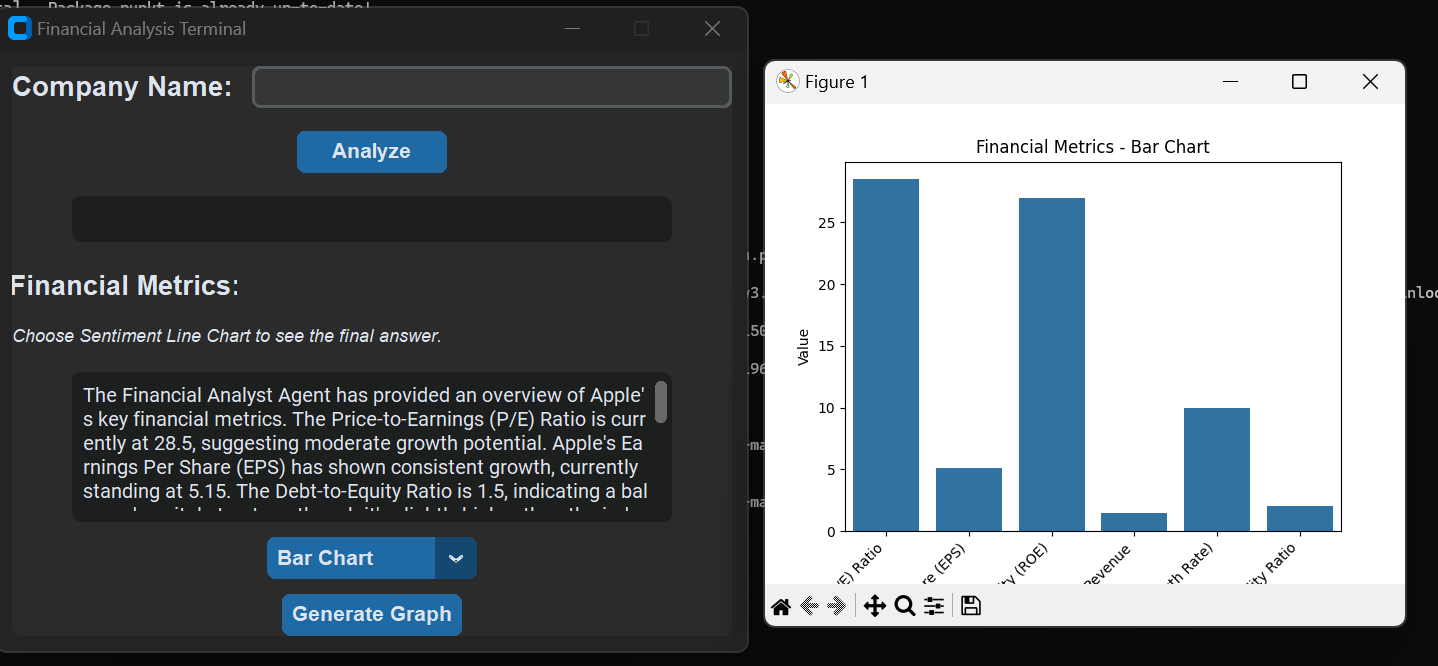 Package punkt is already up-to-date!
Financial Analysis Terminal
Company Name:
Analyze
Financial Metrics:
Choose Sentiment Line Chart to see the final answer.
The Financial Analyst Agent has provided an overview of Apple'
s key financial metrics. The Price-to-Earnings (P/E) Ratio is curr
ently at 28.5, suggesting moderate growth potential. Apple's Ea
rnings Per Share (EPS) has shown consistent growth, currently
standing at 5.15. The Debt-to-Equity Ratio is 1.5, indicating a bal
Bar Chart
Generate Graph
Figure 1
Financial Metrics - Bar Chart
Value
25
20
15
10
5
0
/E) Ratio
re (EPS)
ty (ROE)
Revenue
th Rate)
ity Ratio